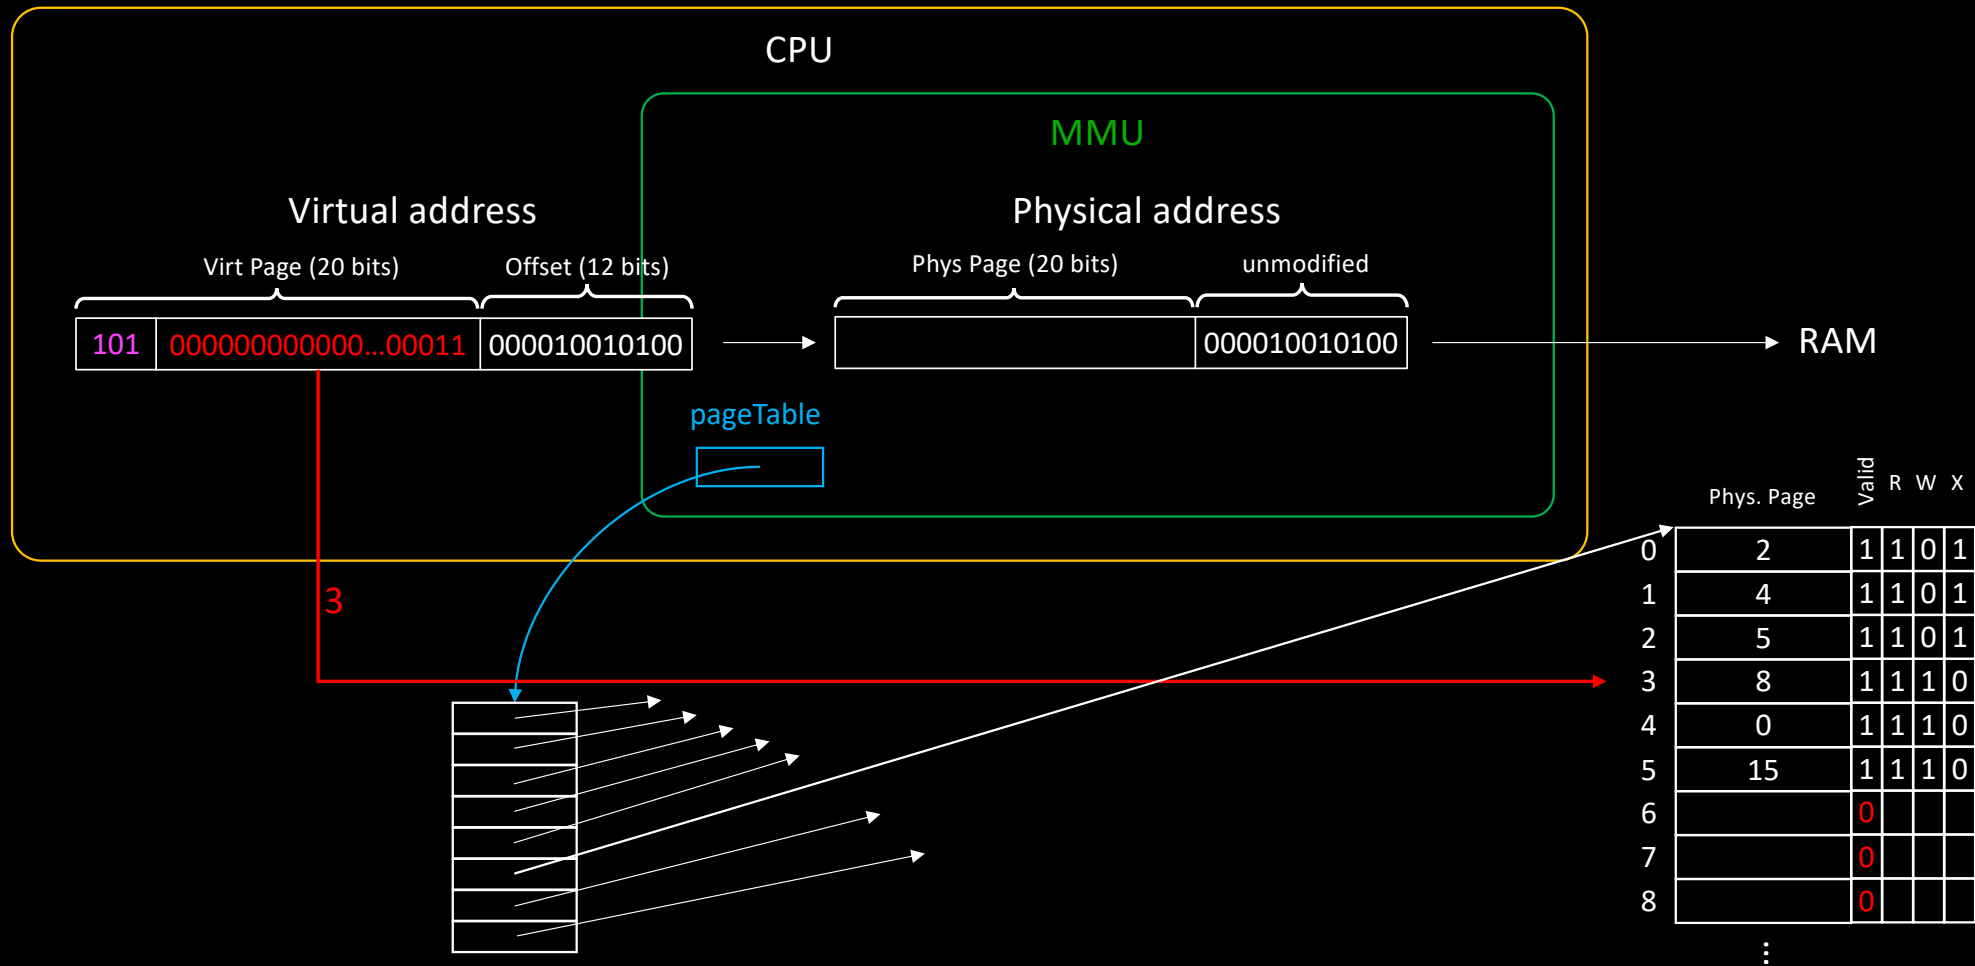 CPU
MMU
Virtual address
Physical address
Virt Page (20 bits)
Offset (12 bits)
Phys Page (20 bits)
unmodified
101 000000000000...00011 000010010100
000010010100
RAM
pageTable
3
Phys. Page Valid R W X
0 2 1 1 0 1
1 4 1 1 0 1
2 5 1 1 0 1
3 8 1 1 1 0
4 0 1 1 1 0
5 15 1 1 1 0
6 0
7 0
8 0
...